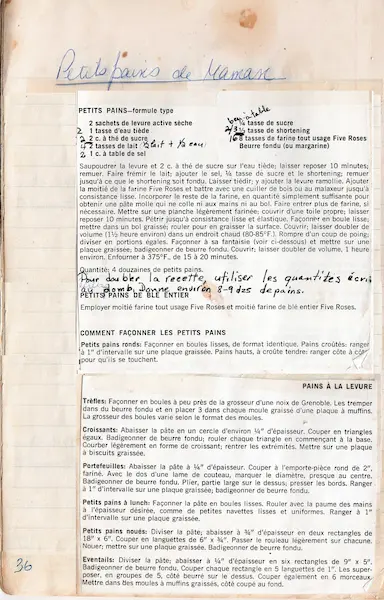 Petits pains de Maman
PETITS PAINS—formule type
2 sachets de levure active sèche
2 1 tasse d'eau tiède
2 2 c. à thé de sucre
4 2 tasses de lait (½ lait + ½ eau)
2 1 c. à table de sel
½ tasse de sucre
2/3 tasse de shortening
16 8 tasses de farine tout usage Five Roses
Beurre fondu (ou margarine)
Saupoudrer la levure et 2 c. à thé de sucre sur l'eau tiède; laisser reposer 10 minutes;
remuer. Faire frémir le lait; ajouter le sel, ½ tasse de sucre et le shortening; remuer
jusqu'à ce que le shortening soit fondu. Laisser tiédir; y ajouter la levure ramollie. Ajouter
la moitié de la farine Five Roses et battre avec une cuiller de bois ou au malaxeur jusqu'à
consistance lisse. Incorporer le reste de la farine, en quantité simplement suffisante pour
obtenir une pâte molle qui ne colle ni aux mains ni au bol. Faire entrer plus de farine, si
nécessaire. Mettre sur une planche légèrement farinée; couvrir d'une toile propre; laisser
reposer 10 minutes. Pétrir jusqu'à consistance lisse et élastique. Façonner en boule lisse;
mettre dans un bol graissé; rouler pour en graisser la surface. Couvrir; laisser doubler de
volume (1½ heure environ) dans un endroit chaud (80-85°F.). Rompre d'un coup de poing;
diviser en portions égales. Façonner à sa fantaisie (voir ci-dessous) et mettre sur une
plaque graissée; badigeonner de beurre fondu. Couvrir; laisser doubler de volume, 1 heure
environ. Enfourner à 375°F., de 15 à 20 minutes.
Quantité: 4 douzaines de petits pains.
Pour doubler la recette, utiliser les quantités écrites
au plomb. Donne environ 8-9 dz de pains.
PETITS PAINS DE BLÉ ENTIER
Employer moitié farine tout usage Five Roses et moitié farine de blé entier Five Roses.
COMMENT FAÇONNER LES PETITS PAINS
Petits pains ronds: Façonner en boules lisses, de format identique. Pains croûtés: ranger
à 1" d'intervalle sur une plaque graissée. Pains hauts, à croûte tendre: ranger côte à côte
pour qu'ils se touchent.
PAINS À LA LEVURE
Trèfles: Façonner en boules à peu près de la grosseur d'une noix de Grenoble. Les tremper
dans du beurre fondu et en placer 3 dans chaque moule graissé d'une plaque à muffins.
La grosseur des boules varie selon le format des moules.
Croissants: Abaisser la pâte en un cercle d'environ ¼" d'épaisseur. Couper en triangles
égaux. Badigeonner de beurre fondu; rouler chaque triangle en commençant à la base.
Courber légèrement en forme de croissant; rentrer les extrémités. Mettre sur une plaque
à biscuits graissée.
Portefeuilles: Abaisser la pâte à ¼" d'épaisseur. Couper à l'emporte-pièce rond de 2",
fariné. Avec le dos d'une lame de couteau, marquer le diamètre, presque au centre.
Badigeonner de beurre fondu. Plier, partie large sur le dessus; presser les bords. Ranger
à 1" d'intervalle sur une plaque graissée; badigeonner de beurre fondu.
Petits pains à lunch: Façonner la pâte en boules lisses. Rouler avec la paume des mains
à l'épaisseur désirée, comme de petites navettes lisses et uniformes. Ranger à 1"
d'intervalle sur une plaque graissée.
Petits pains noués: Diviser la pâte; abaisser à ¾" d'épaisseur en deux rectangles de
18" x 6". Couper en languettes de 6" x ¾". Passer le rouleau légèrement sur chacune.
Nouer; mettre sur une plaque graissée. Badigeonner de beurre fondu.
Éventails: Diviser la pâte; abaisser à ¼" d'épaisseur en six rectangles de 9" x 5".
Badigeonner de beurre fondu. Couper chaque rectangle en 5 languettes de 1". Les super-
poser, en groupes de 5, côté beurre sur le dessus. Couper également en 6 morceaux.
Mettre dans des moules à muffins graissés, côté coupé au fond.
36